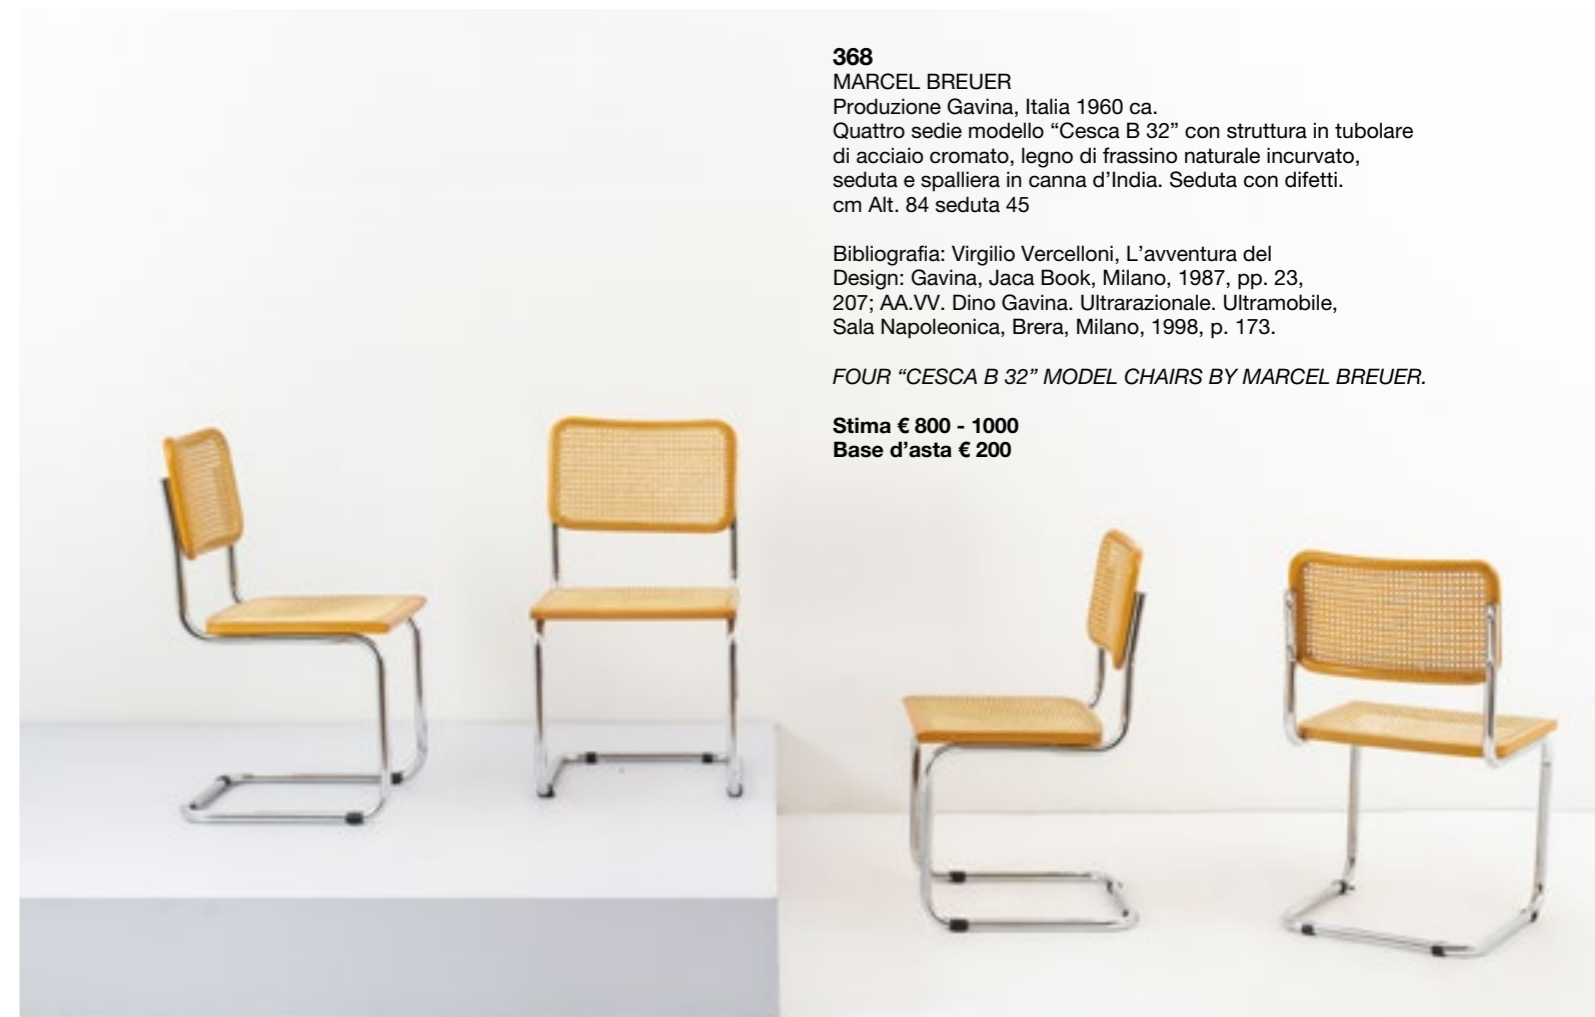 368
MARCEL BREUER
Produzione Gavina, Italia 1960 ca.
Quattro sedie modello “Cesca B 32” con struttura in tubolare
di acciaio cromato, legno di frassino naturale incurvato,
seduta e spalliera in canna d’India. Seduta con difetti.
cm Alt. 84 seduta 45
Bibliografia: Virgilio Vercelloni, L’avventura del
Design: Gavina, Jaca Book, Milano, 1987, pp. 23,
207; AA.VV. Dino Gavina. Ultrarazionale. Ultramobile,
Sala Napoleonica, Brera, Milano, 1998, p. 173.
FOUR “CESCA B 32” MODEL CHAIRS BY MARCEL BREUER.
Stima € 800 - 1000
Base d’asta € 200